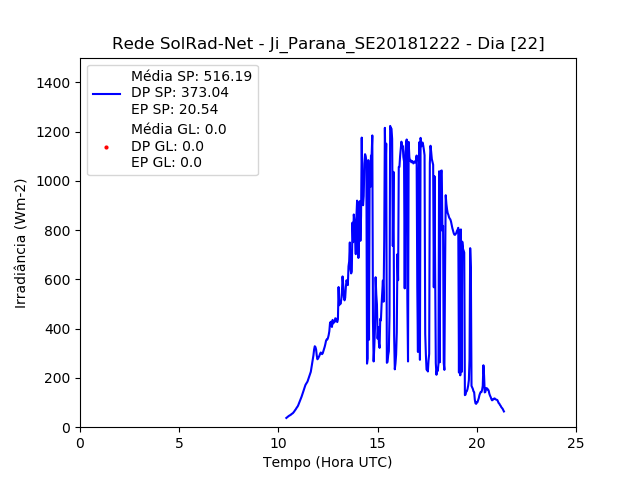 Rede SolRad-Net - Ji_Parana_SE20181222 - Dia [22]
Média SP: 516.19
DP SP: 373.04
EP SP: 20.54
Média GL: 0.0
DP GL: 0.0
EP GL: 0.0
Irradiância (Wm-2)
1400
1200
1000
800
600
400
200
0
0 5 10 15 20 25
Tempo (Hora UTC)